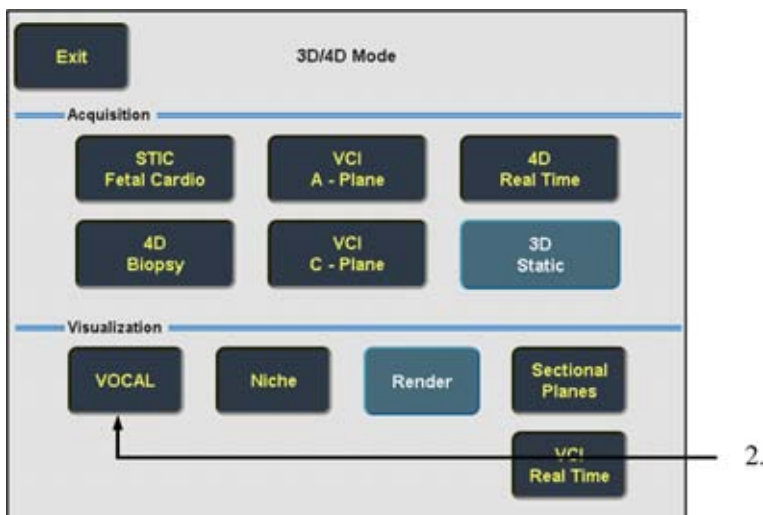 Exit
3D/4D Mode
Acquisition
STIC
Fetal Cardio
VCI
A - Plane
4D
Real Time
4D
Biopsy
VCI
C - Plane
3D
Static
Visualization
VOCAL
Niche
Render
Sectional
Planes
VCI
Real Time
2.